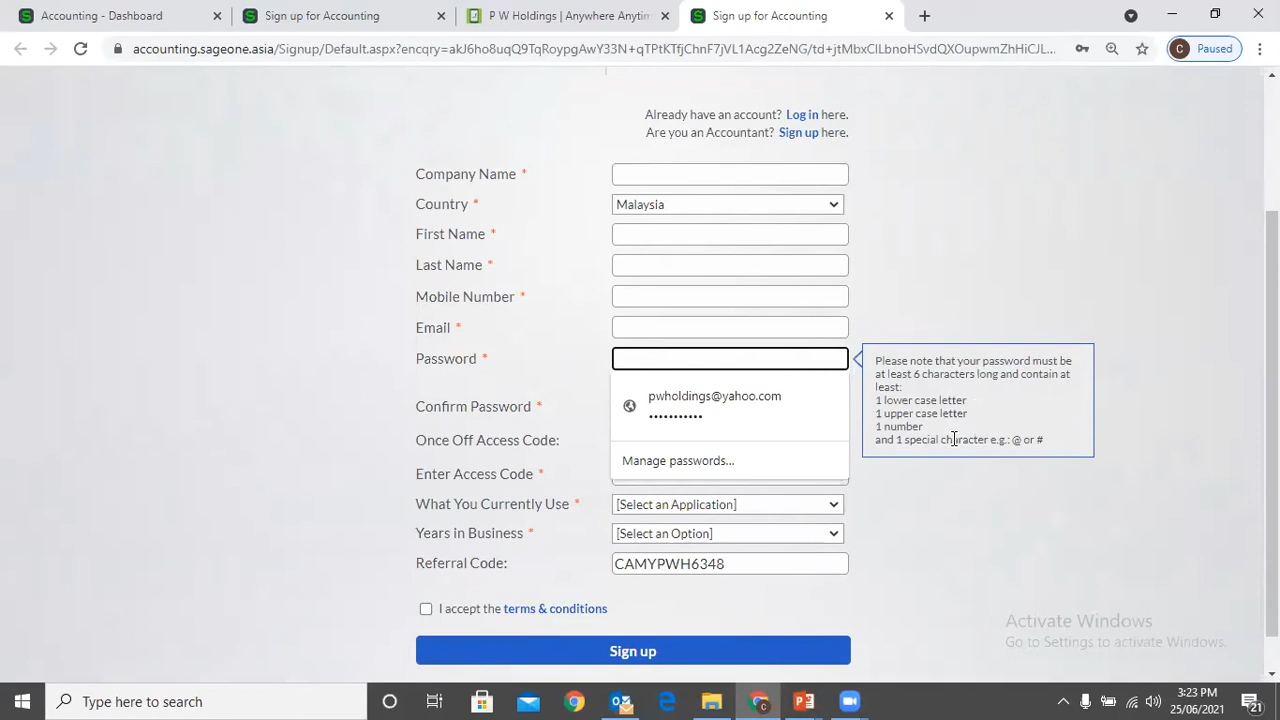 Accounting - Dashboard
Sign up for Accounting
P W Holdings | Anywhere Anytim
Sign up for Accounting
accounting.sageone.asia/Signup/Default.aspx?encqry=akJ6h8uqQ9TqRoypgAwY33N+qTPtKTfjChnF7jVL1Acg2ZeNG/td+jtMbxClLbnoHSvdQXOupwmZhHiCJL...
C Paused
Already have an account? Log in here.
Are you an Accountant? Sign up here.
Company Name *
Country * Malaysia
First Name *
Last Name *
Mobile Number *
Email *
Password *
Please note that your password must be
at least 6 characters long and contain at
least:
1 lower case letter
1 upper case letter
1 number
and 1 special character e.g.: @ or #
pwholdings@yahoo.com
•••••••••••
Manage passwords...
Confirm Password *
Once Off Access Code:
Enter Access Code *
What You Currently Use * [Select an Application]
Years in Business * [Select an Option]
Referral Code: CAMYPWH6348
I accept the terms & conditions
Sign up
Activate Windows
Go to Settings to activate Windows.
Type here to search
3:23 PM
25/06/2021
21